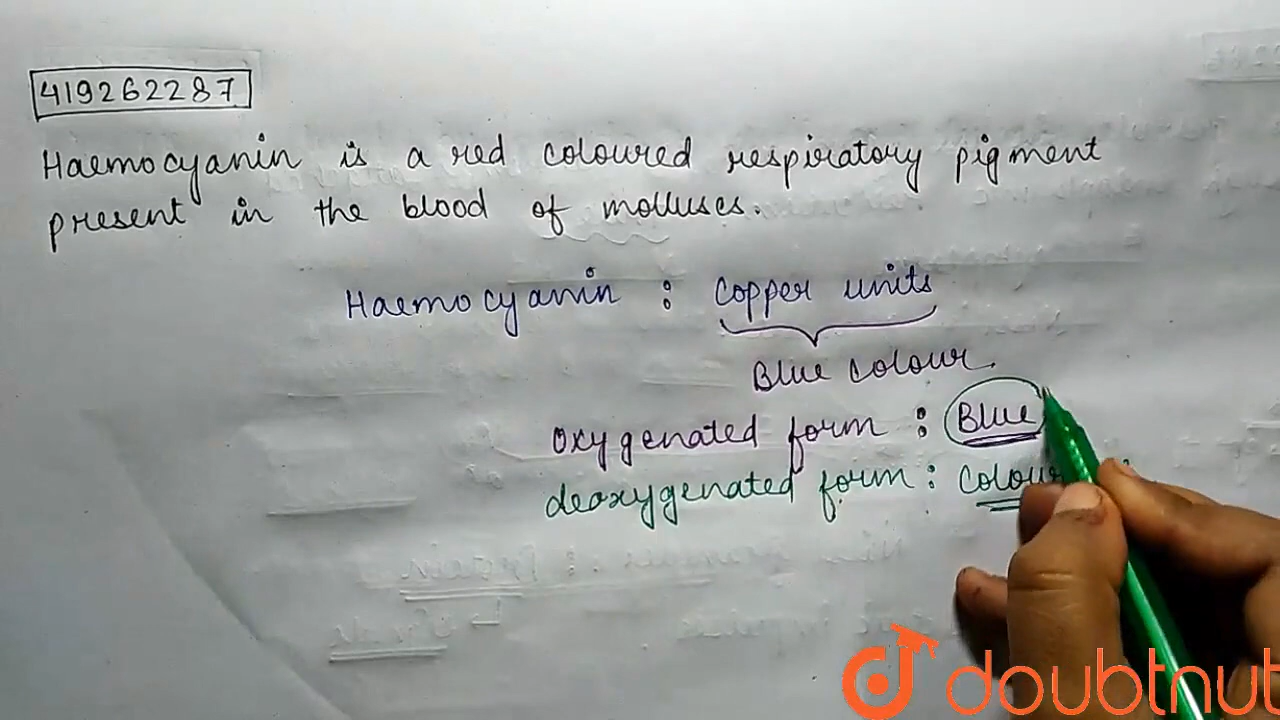 419262287
Haemocyanin is a red coloured respiratory pigment
present in the blood of molluscs.
Haemocyanin : Copper units
Blue colour.
oxygenated form : Blue
deoxygenated form :
doubtnut